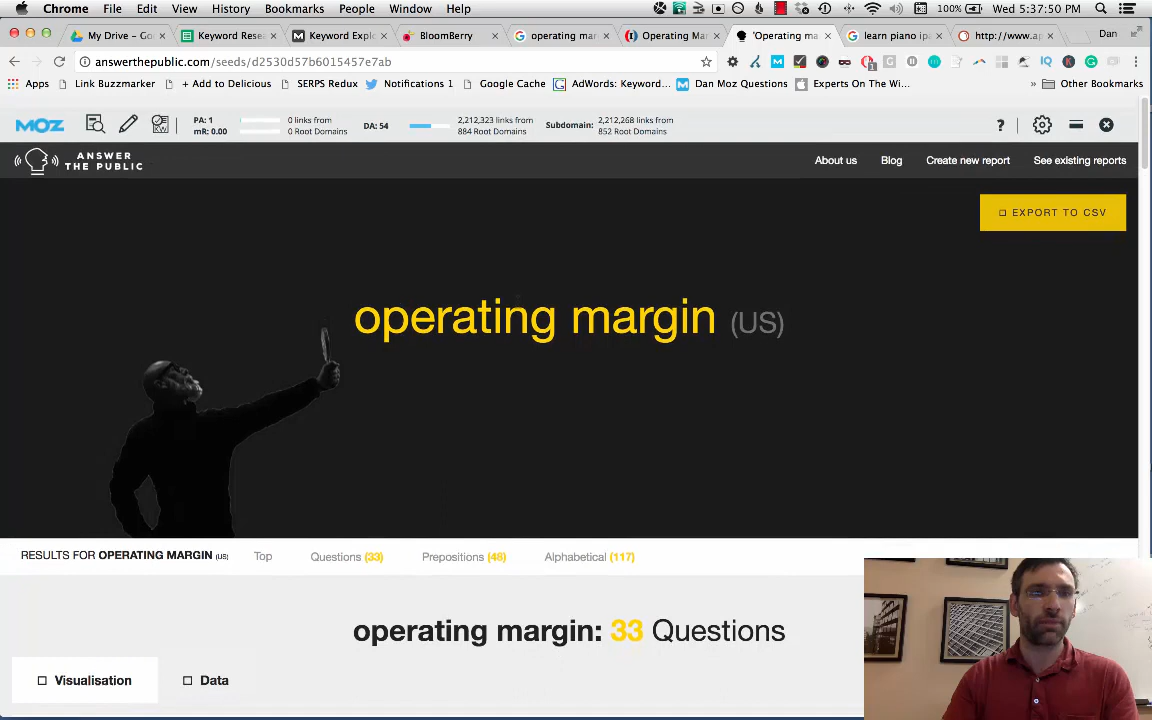 Chrome File Edit View History Bookmarks People Window Help 100% Wed 5:37:50 PM
My Drive - Go
Keyword Resea
Keyword Explo
BloomBerry
operating mar
Operating Mar
'Operating ma
learn piano ipa
http://www.ap
Dan
answerthepublic.com/seeds/d2530d57b6015457e7ab
Apps Link Buzzmarker + Add to Delicious SERPS Redux Notifications 1 Google Cache AdWords: Keyword... Dan Moz Questions Experts On The Wi... » Other Bookmarks
MOZ
PA: 1
mR: 0.00
0 links from
0 Root Domains
DA: 54
2,212,323 links from
884 Root Domains
Subdomain:
2,212,268 links from
852 Root Domains
?
ANSWER
THE PUBLIC
About us Blog Create new report See existing reports
EXPORT TO CSV
operating margin (US)
RESULTS FOR OPERATING MARGIN (US) Top Questions (33) Prepositions (48) Alphabetical (117)
operating margin: 33 Questions
Visualisation Data